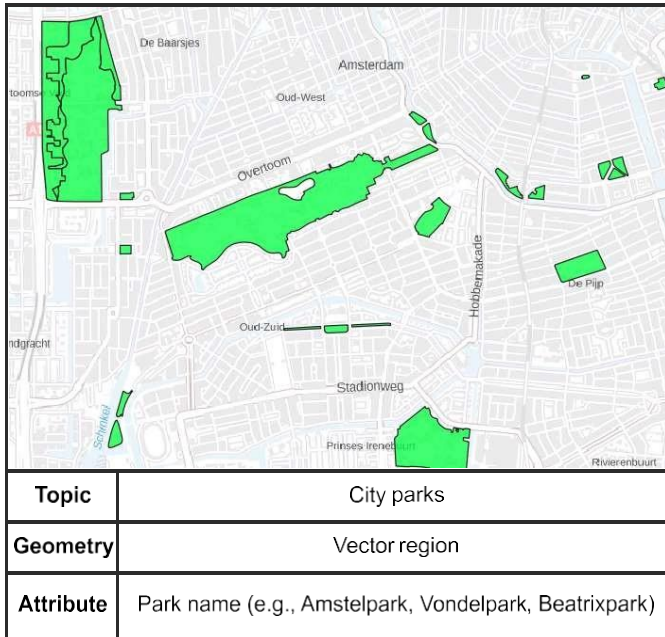 De Baarsjes
Amsterdam
Oud-West
Overtoom
Hobbemakade
De Pijp
Oud-Zuid
ndgracht
Stadionweg
Schinkel
Prinses Irenebuurt
Rivierenbuurt
Topic City parks
Geometry Vector region
Attribute Park name (e.g., Amstelpark, Vondelpark, Beatrixpark)